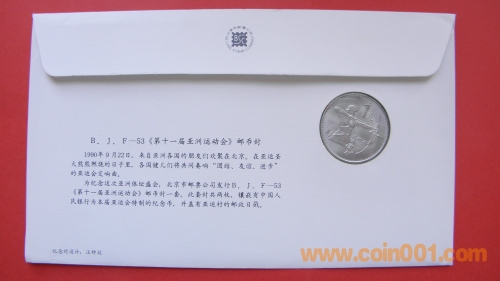 B.J.F—53《第十一届亚洲运动会》邮币封
1990年9月22日，来自亚洲各国的朋友们欢聚在北京，在亚运圣
火熊熊燃烧的日子里，各国健儿们将共同奏响“团结、友谊、进步”
的亚运会交响曲。
为纪念这次亚洲体坛盛会，北京市邮票公司发行B.J.F—53
《第十一届亚洲运动会》邮币封一套。此套封共两枚，镶嵌有中国人
民银行为本届亚运会特制的纪念币，并盖有亚运村的邮政日戳。
www.coin001.com